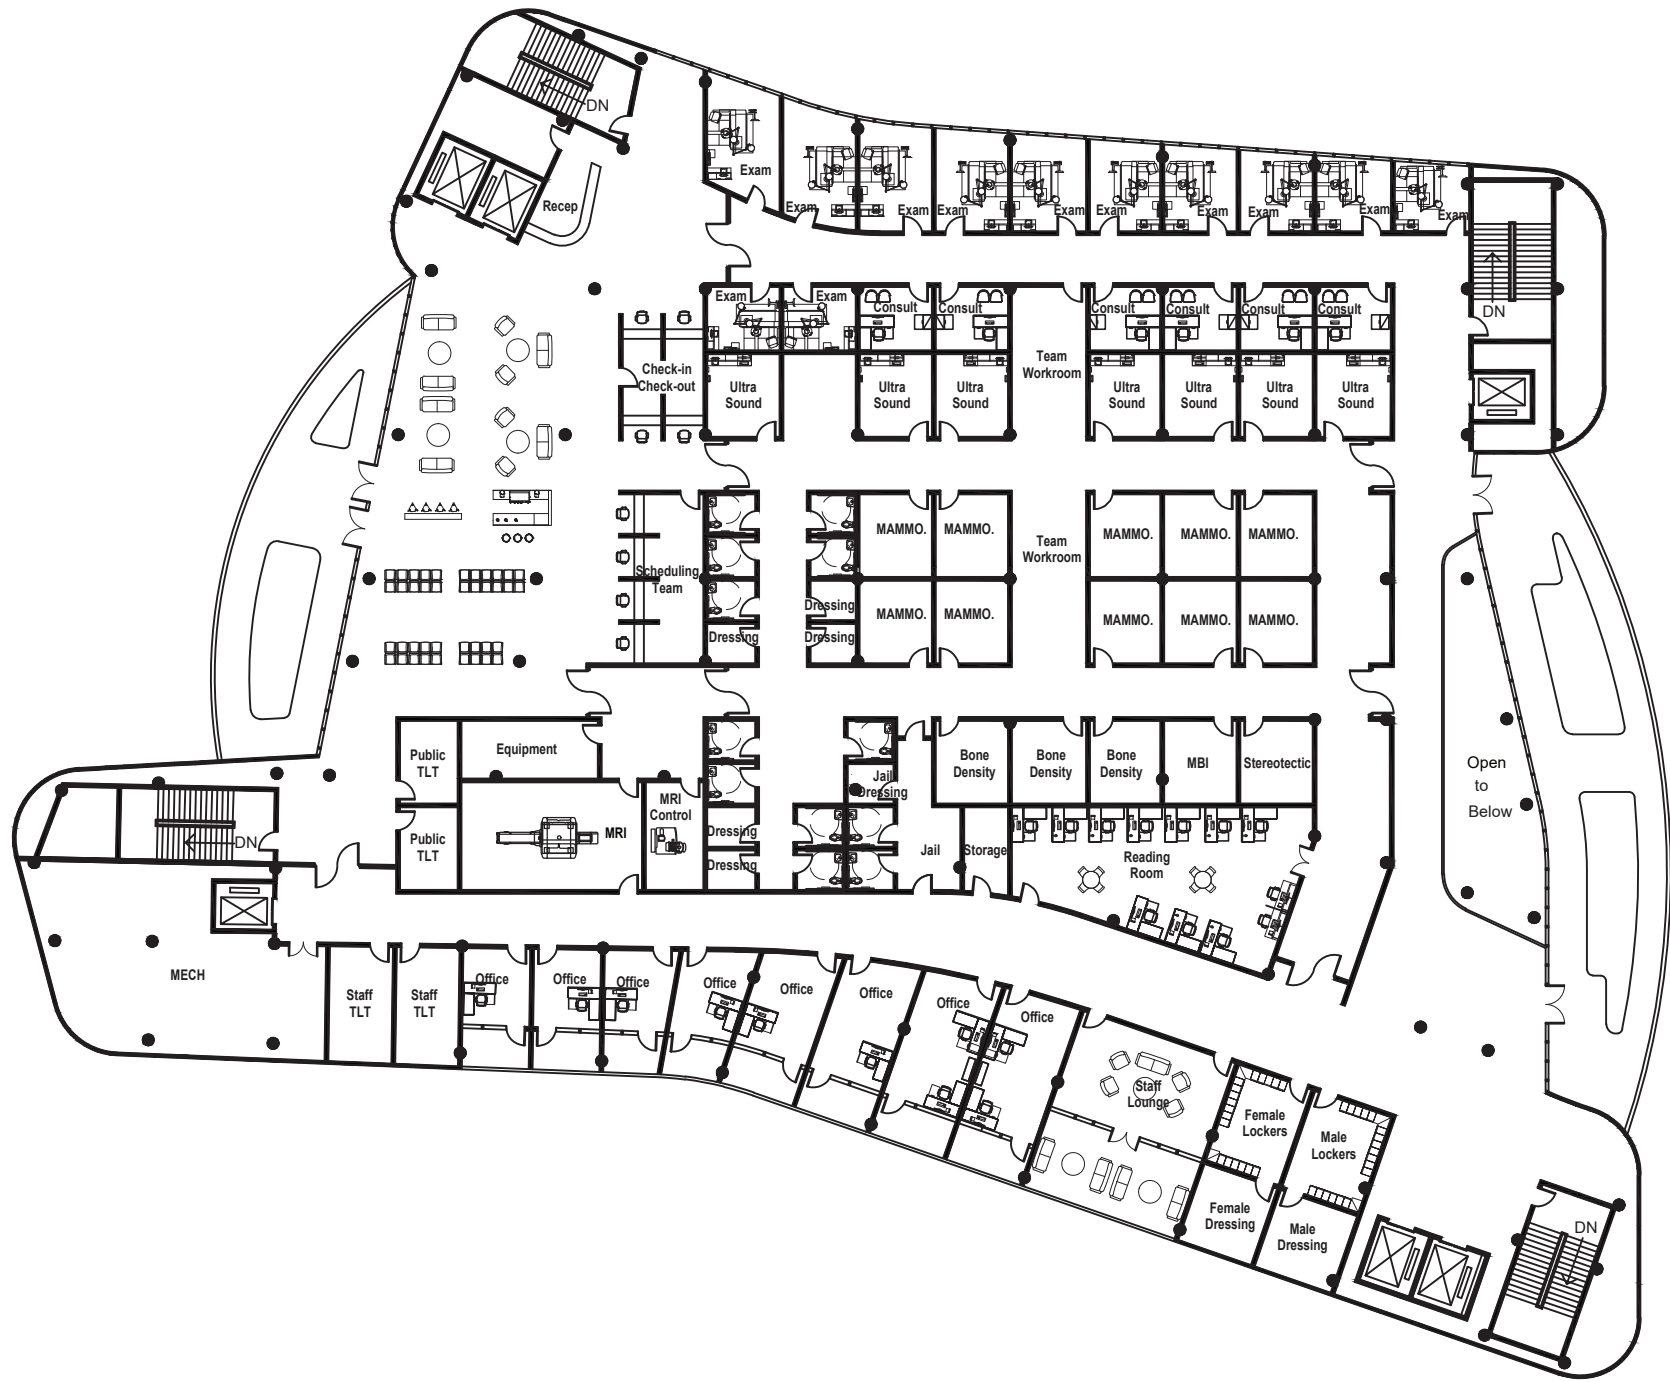 DN
Exam
Recep
Exam
Exam
Exam
Exam
Exam
Exam
Exam
Exam
Exam
DN
Exam
Exam
Consult
Consult
Consult
Consult
Consult
Consult
Check-in
Check-out
Team
Workroom
Ultra
Sound
Ultra
Sound
Ultra
Sound
Ultra
Sound
Ultra
Sound
Ultra
Sound
Ultra
Sound
MAMMO.
MAMMO.
Team
Workroom
MAMMO.
MAMMO.
MAMMO.
Scheduling
Team
Dressing
Dressing
Dressing
MAMMO.
MAMMO.
MAMMO.
MAMMO.
MAMMO.
Public
TLT
Equipment
Jail
Dressing
Bone
Density
Bone
Density
Bone
Density
MBI
Stereotectic
Open
to
Below
DN
Public
TLT
MRI
MRI
Control
Dressing
Dressing
Jail
Storage
Reading
Room
MECH
Staff
TLT
Staff
TLT
Office
Office
Office
Office
Office
Office
Office
Office
Staff
Lounge
Female
Lockers
Male
Lockers
Female
Dressing
Male
Dressing
DN